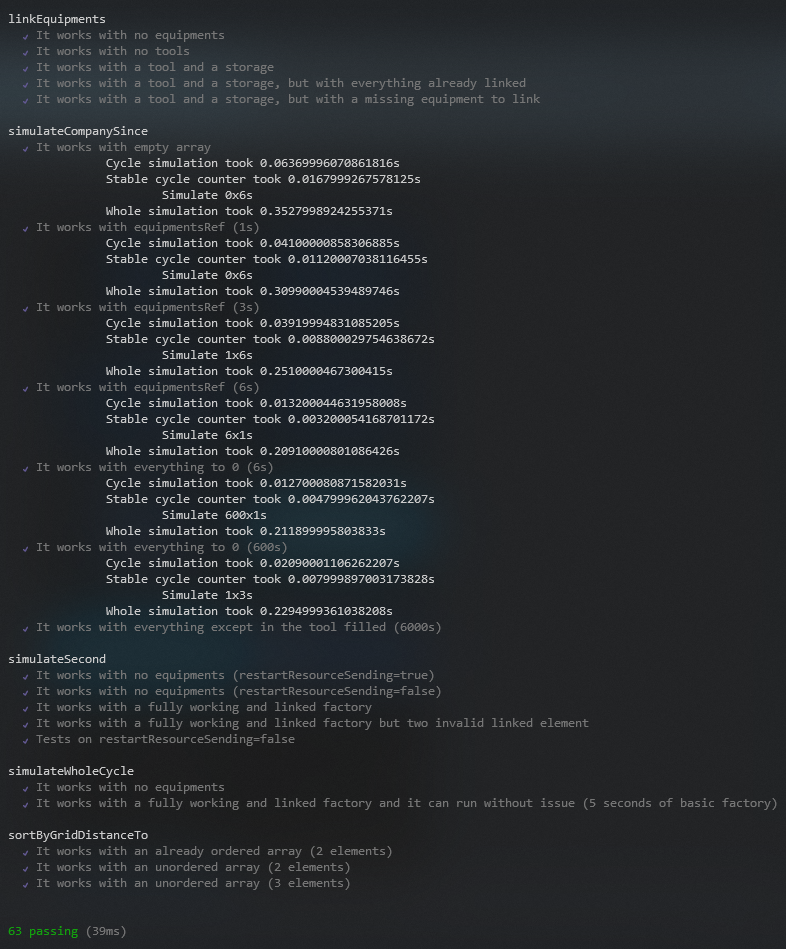 linkEquipments
✓ It works with no equipments
✓ It works with no tools
✓ It works with a tool and a storage
✓ It works with a tool and a storage, but with everything already linked
✓ It works with a tool and a storage, but with a missing equipment to link
simulateCompanySince
✓ It works with empty array
Cycle simulation took 0.06369996070861816s
Stable cycle counter took 0.0167999267578125s
Simulate 0x6s
Whole simulation took 0.3527998924255371s
✓ It works with equipmentsRef (1s)
Cycle simulation took 0.04100000858306885s
Stable cycle counter took 0.01120007038116455s
Simulate 0x6s
Whole simulation took 0.30990004539489746s
✓ It works with equipmentsRef (3s)
Cycle simulation took 0.03919994831085205s
Stable cycle counter took 0.008800029754638672s
Simulate 1x6s
Whole simulation took 0.2510000467300415s
✓ It works with equipmentsRef (6s)
Cycle simulation took 0.013200044631958008s
Stable cycle counter took 0.003200054168701172s
Simulate 6x1s
Whole simulation took 0.20910000801086426s
✓ It works with everything to 0 (6s)
Cycle simulation took 0.012700080871582031s
Stable cycle counter took 0.004799962043762207s
Simulate 600x1s
Whole simulation took 0.211899995803833s
✓ It works with everything to 0 (600s)
Cycle simulation took 0.02090001106262207s
Stable cycle counter took 0.007999897003173828s
Simulate 1x3s
Whole simulation took 0.2294999361038208s
✓ It works with everything except in the tool filled (6000s)
simulateSecond
✓ It works with no equipments (restartResourceSending=true)
✓ It works with no equipments (restartResourceSending=false)
✓ It works with a fully working and linked factory
✓ It works with a fully working and linked factory but two invalid linked element
✓ Tests on restartResourceSending=false
simulateWholeCycle
✓ It works with no equipments
✓ It works with a fully working and linked factory and it can run without issue (5 seconds of basic factory)
sortByGridDistanceTo
✓ It works with an already ordered array (2 elements)
✓ It works with an unordered array (2 elements)
✓ It works with an unordered array (3 elements)
63 passing (39ms)